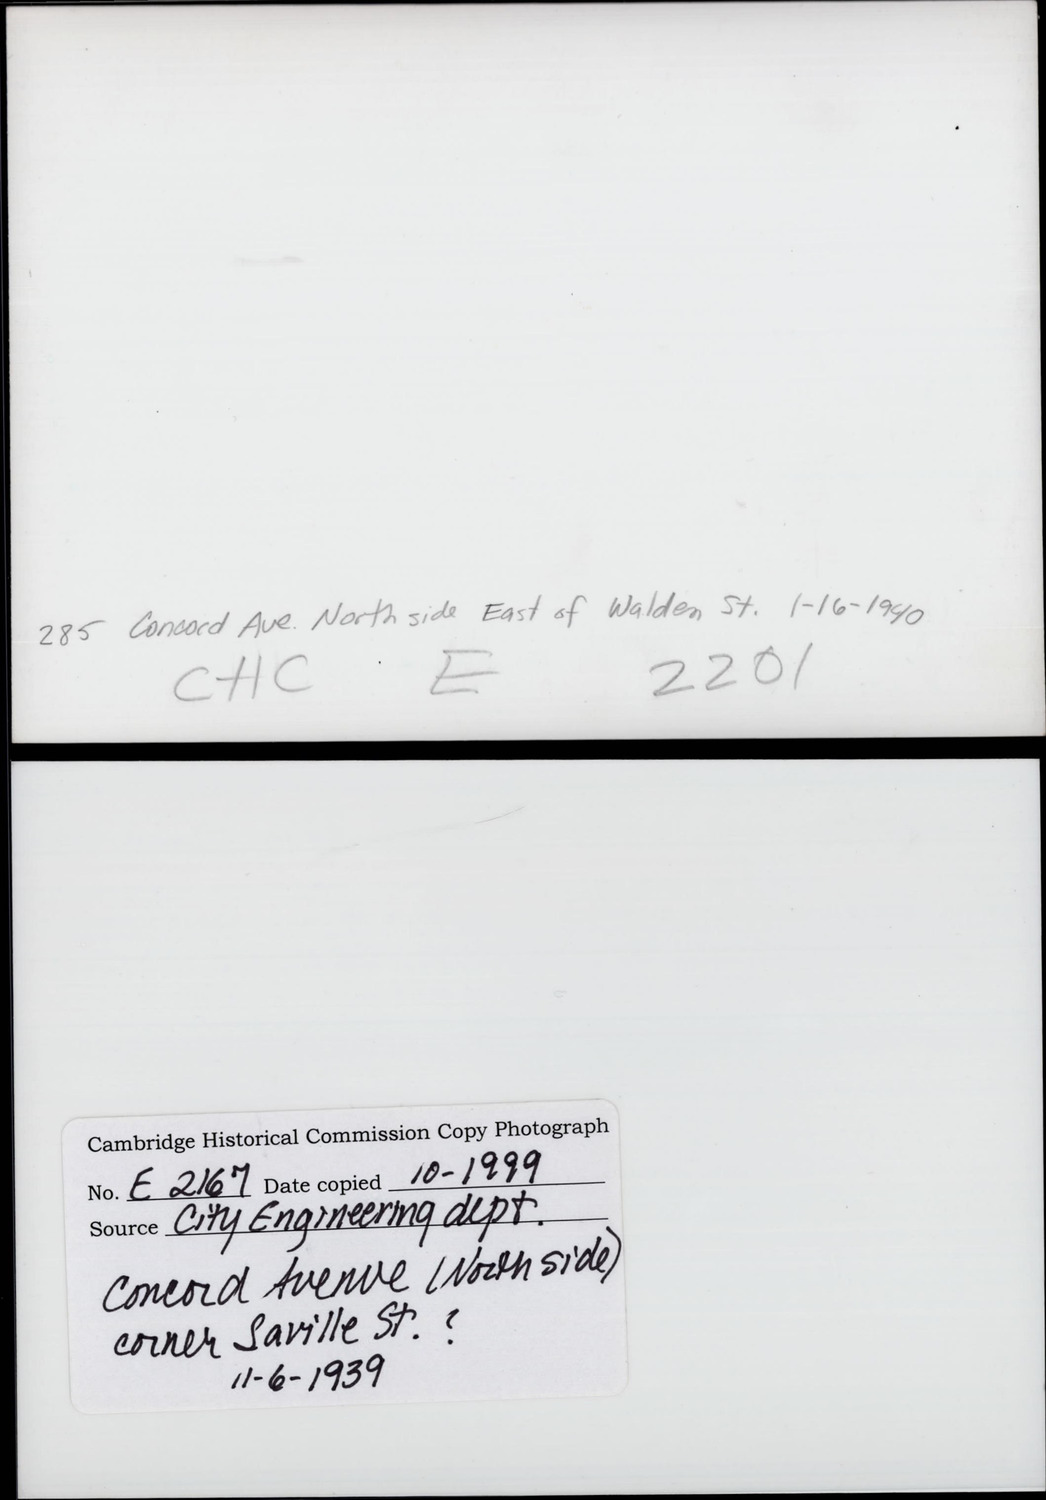 285 Concord Ave. North side East of Walden St. 1-16-1940
CHC E 2201
Cambridge Historical Commission Copy Photograph
No. E 2167 Date copied 10-1999
Source City Engineering dept.
Concord Avenue (North side)
corner Saville St. ?
11-6-1939